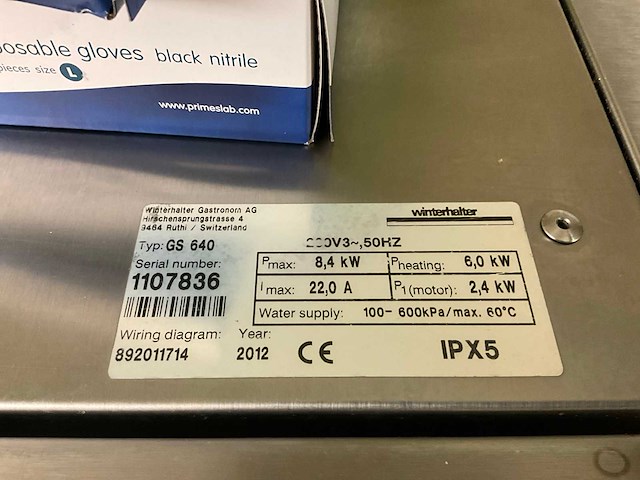 gloves black nitrile
pieces size L
www.primeslab.com
Winterhalter Gastronom AG
Hirschensprungstrasse 4
9464 Rüthi / Switzerland
winterhalter
Typ: GS 640
Serial number:
1107836
Wiring diagram:
892011714
Year:
2012
3~,50HZ
Pmax: 8,4 kW Pheating: 6,0 kW
Imax: 22,0 A P1(motor): 2,4 kW
Water supply: 100- 600kPa/max. 60°C
CE IPX5